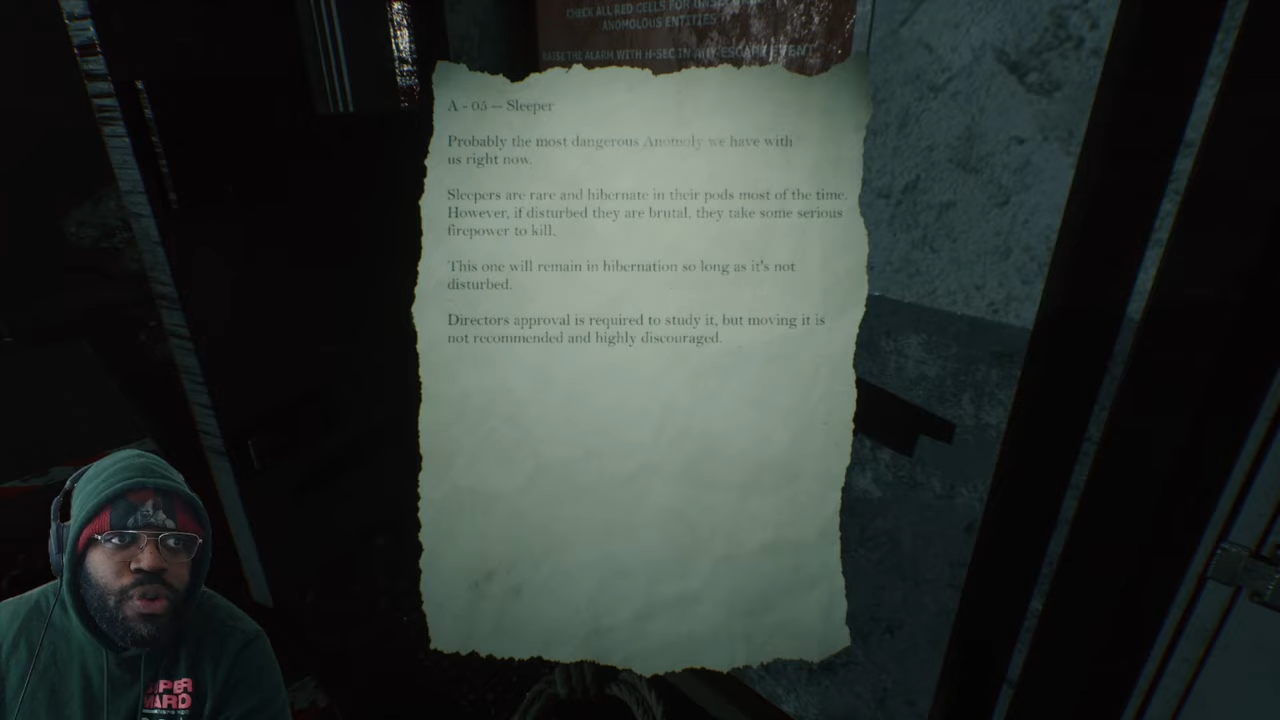 CHECK ALL RED CELLS FOR
ANOMOLOUS ENTITIES
RAISE THE ALARM WITH H-SEC IN ANY ESCAPE EVENT
A - 05 – Sleeper
Probably the most dangerous Anomoly we have with
us right now.
Sleepers are rare and hibernate in their pods most of the time.
However, if disturbed they are brutal, they take some serious
firepower to kill.
This one will remain in hibernation so long as it's not
disturbed.
Directors approval is required to study it, but moving it is
not recommended and highly discouraged.